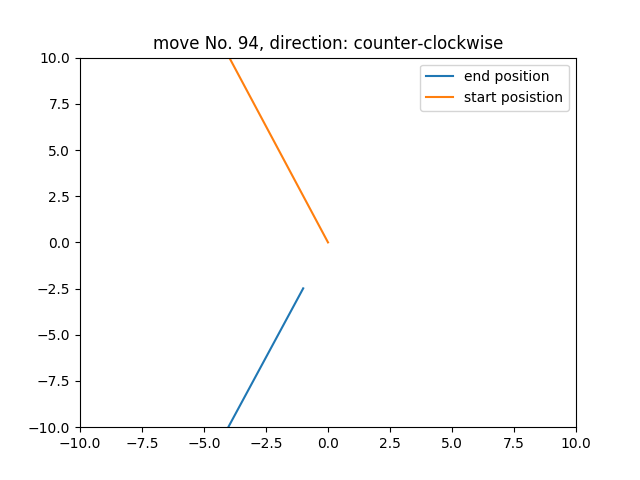 move No. 94, direction: counter-clockwise
end position
start posistion
10.0
7.5
5.0
2.5
0.0
−2.5
−5.0
−7.5
−10.0
−10.0 −7.5 −5.0 −2.5 0.0 2.5 5.0 7.5 10.0